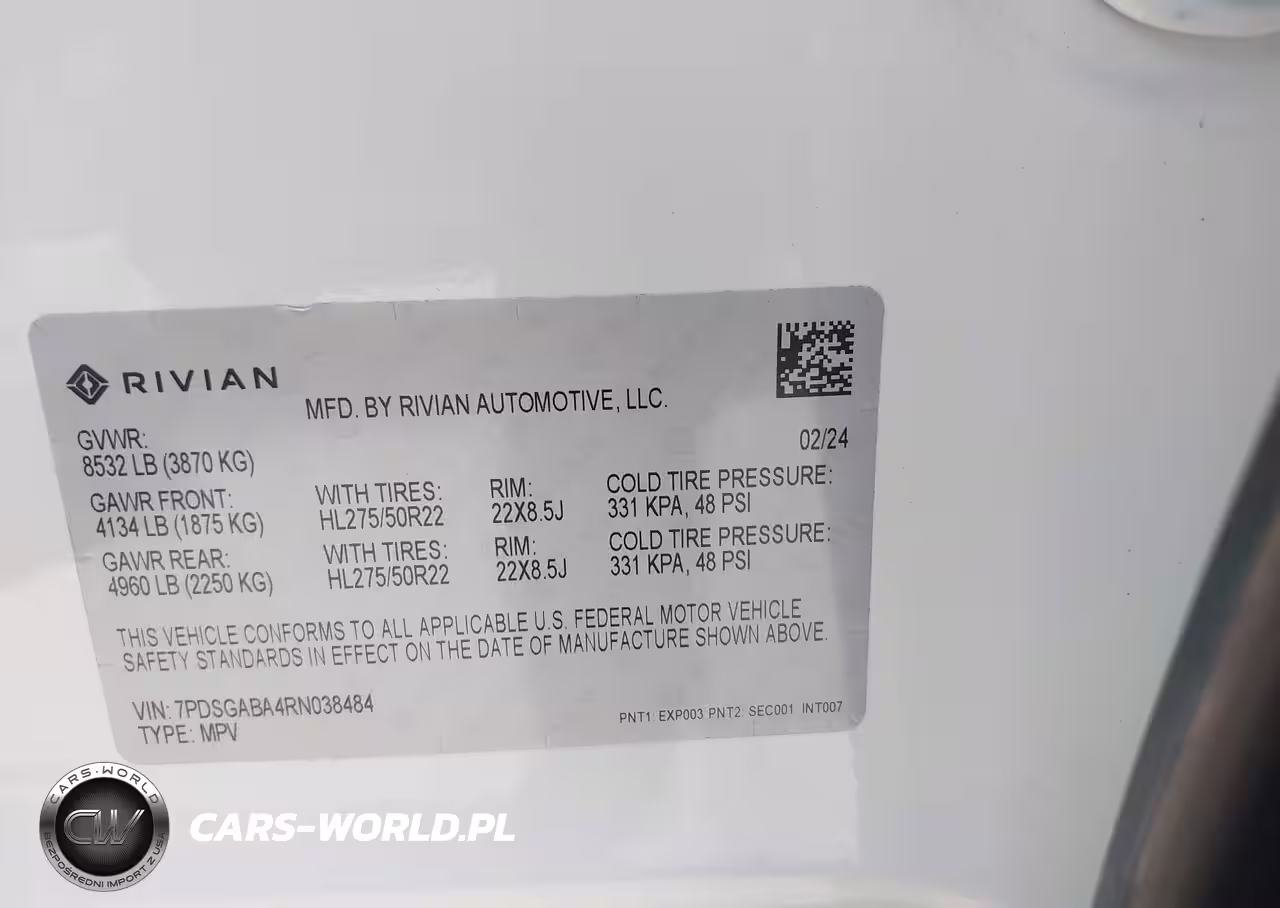 RIVIAN
MFD. BY RIVIAN AUTOMOTIVE, LLC.
02/24
GVWR:
8532 LB (3870 KG)
GAWR FRONT: WITH TIRES: RIM: COLD TIRE PRESSURE:
4134 LB (1875 KG) HL275/50R22 22X8.5J 331 KPA, 48 PSI
GAWR REAR: WITH TIRES: RIM: COLD TIRE PRESSURE:
4960 LB (2250 KG) HL275/50R22 22X8.5J 331 KPA, 48 PSI
THIS VEHICLE CONFORMS TO ALL APPLICABLE U.S. FEDERAL MOTOR VEHICLE
SAFETY STANDARDS IN EFFECT ON THE DATE OF MANUFACTURE SHOWN ABOVE.
VIN: 7PDSGABA4RN038484
TYPE: MPV
PNT1: EXP003 PNT2: SEC001 INT007
CARS-WORLD
CW
BEZPOŚREDNI IMPORT Z USA
CARS-WORLD.PL